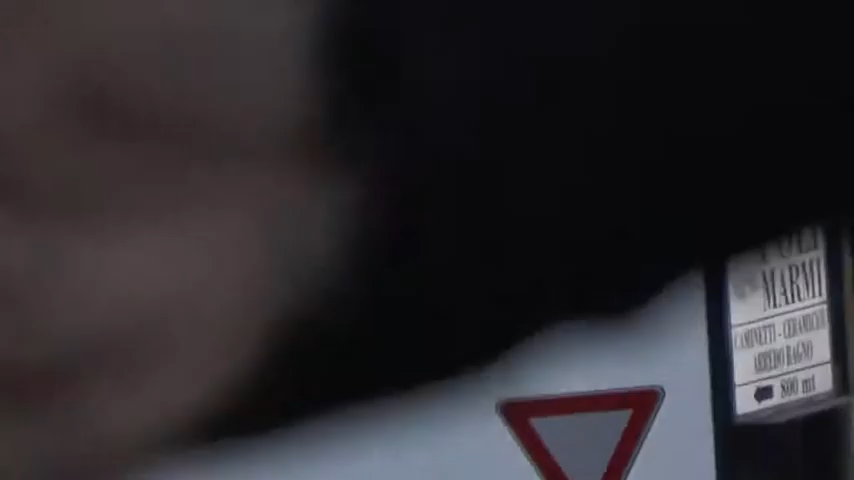 MARMI
CAMINETTI - CERAMICHE
ARREDO BAGNO
800 mt